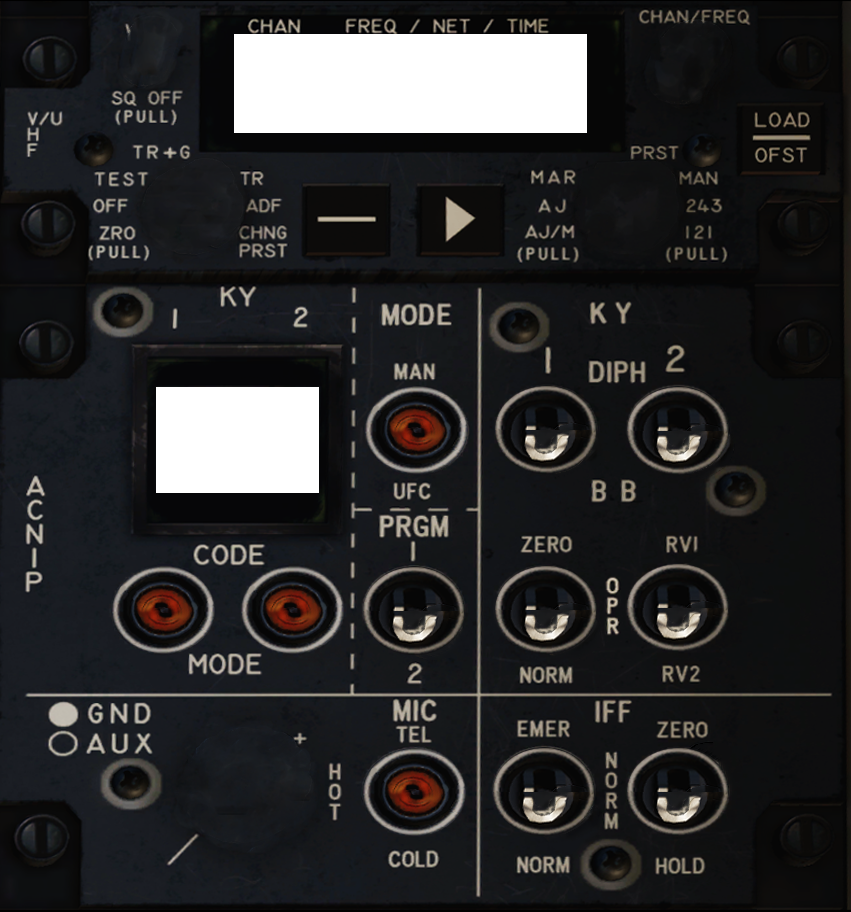 CHAN FREQ / NET / TIME
CHAN/FREQ
SQ OFF
(PULL)
V/U
H
F
TR+G
PRST
LOAD
OFST
TEST
OFF
ZRO
(PULL)
TR
ADF
CHNG
PRST
MAR
AJ
AJ/M
(PULL)
MAN
243
121
(PULL)
KY
1 2
MODE
MAN
UFC
KY
1 DIPH 2
BB
ACNIP
CODE
MODE
PRGM
1
2
ZERO
NORM
OPR
RV1
RV2
GND
AUX
+
HOT
MIC
TEL
COLD
IFF
EMER
NORM
NORM
ZERO
HOLD